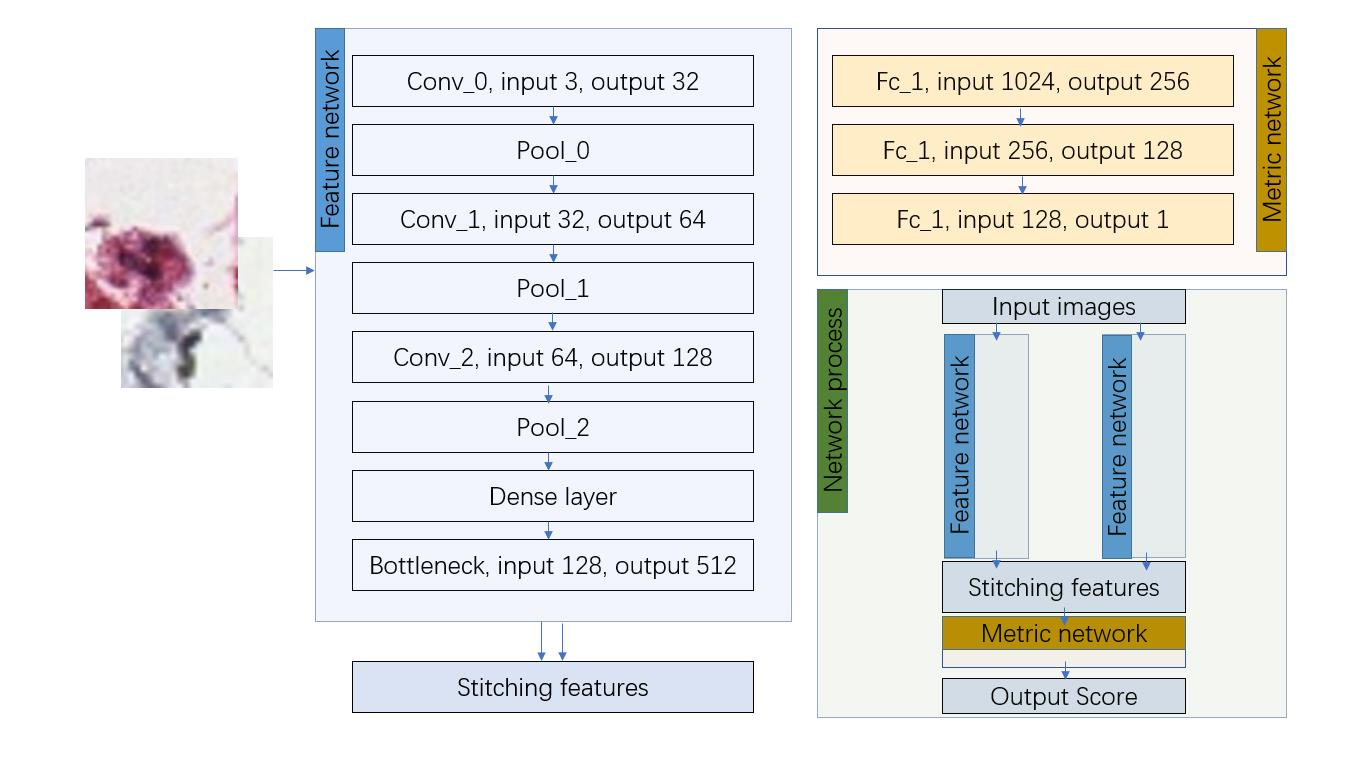 Feature network
Conv_0, input 3, output 32
Pool_0
Conv_1, input 32, output 64
Pool_1
Conv_2, input 64, output 128
Pool_2
Dense layer
Bottleneck, input 128, output 512
Stitching features
Fc_1, input 1024, output 256
Fc_1, input 256, output 128
Fc_1, input 128, output 1
Metric network
Network process
Input images
Feature network
Feature network
Stitching features
Metric network
Output Score